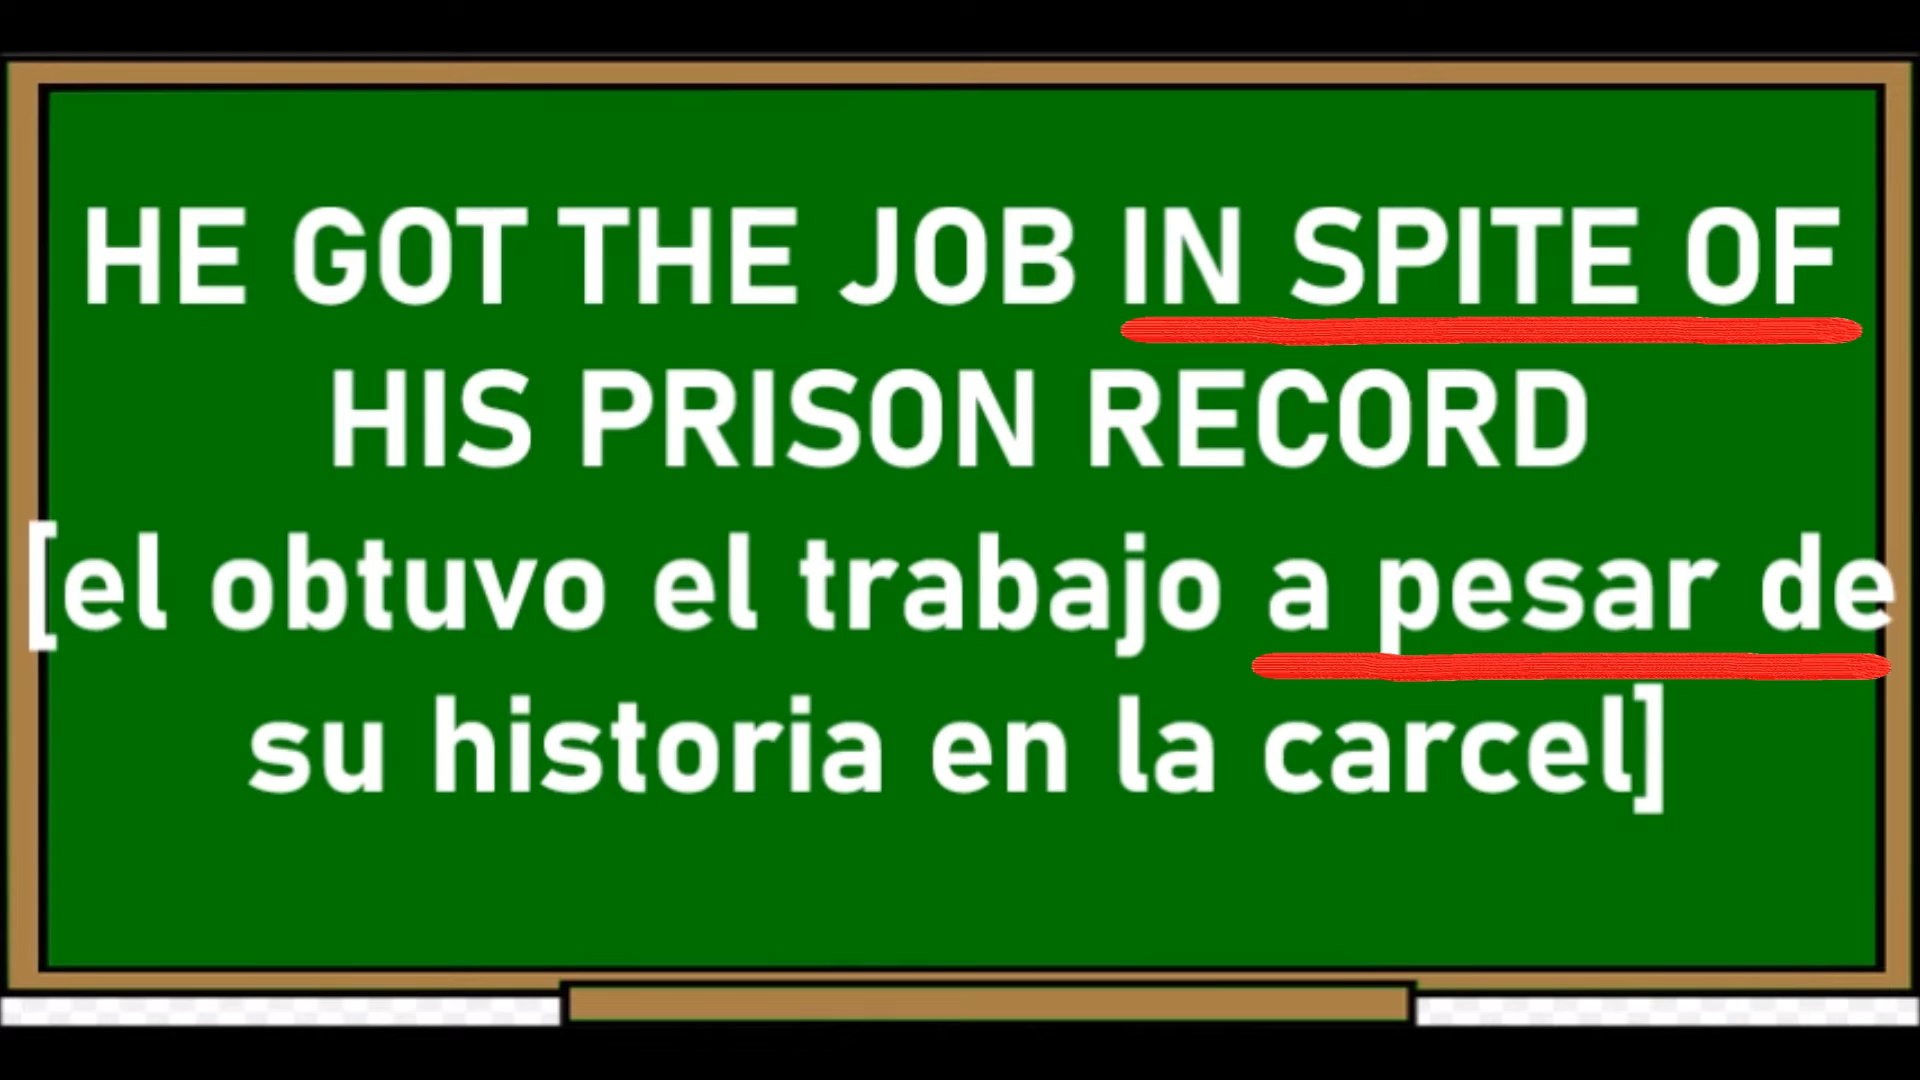 HE GOT THE JOB IN SPITE OF
HIS PRISON RECORD
[el obtuvo el trabajo a pesar de
su historia en la carcel]